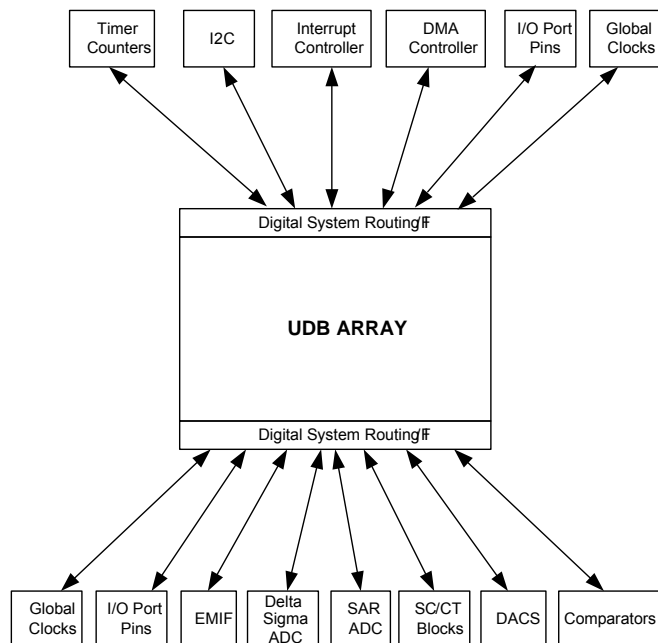 Timer
Counters
I2C
Interrupt
Controller
DMA
Controller
I/O Port
Pins
Global
Clocks
Digital System Routing I/F
UDB ARRAY
Digital System Routing I/F
Global
Clocks
I/O Port
Pins
EMIF
Delta
Sigma
ADC
SAR
ADC
SC/CT
Blocks
DACS
Comparators